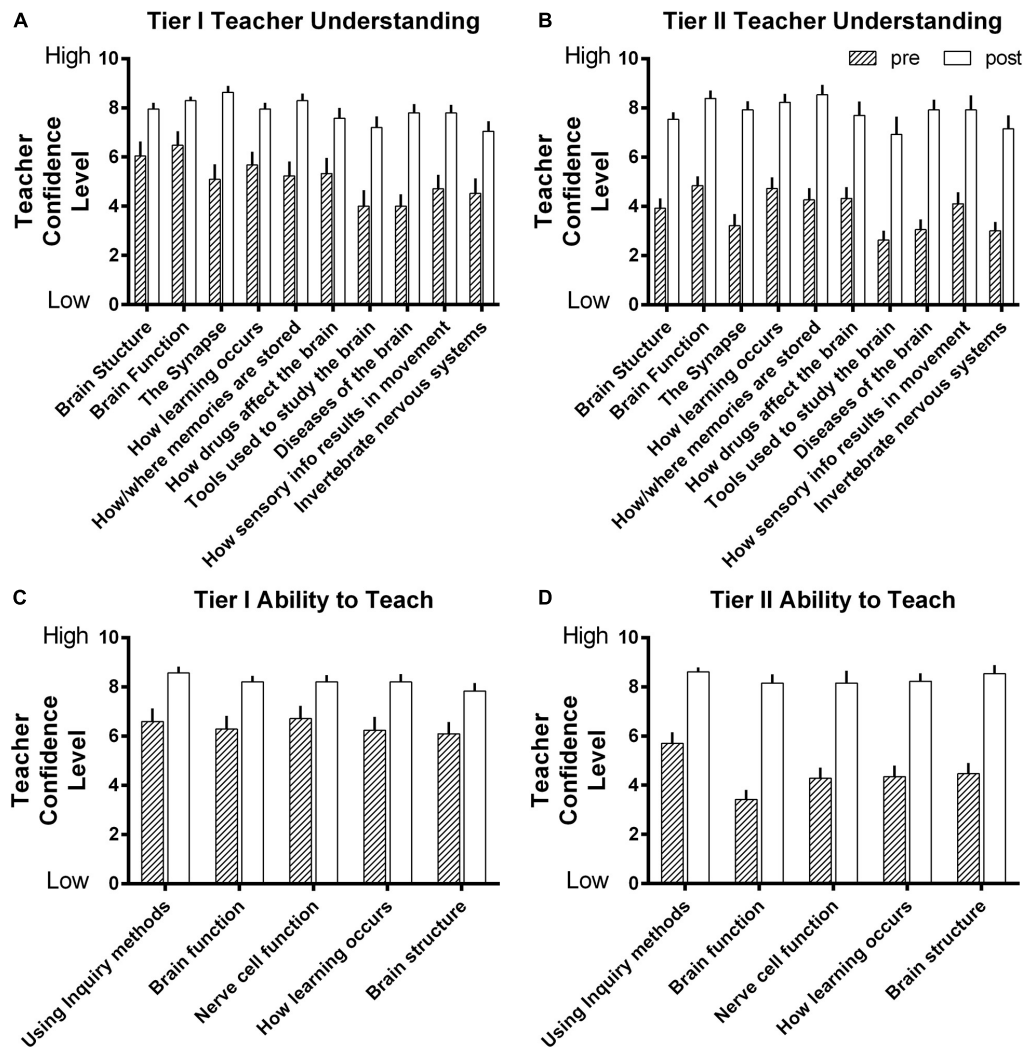 A
Tier I Teacher Understanding
High
10
8
6
4
2
0
Low
Teacher
Confidence
Level
Brain Stucture
Brain Function
The Synapse
How learning occurs
How/where memories are stored
How drugs affect the brain
Tools used to study the brain
Diseases of the brain
How sensory info results in movement
Invertebrate nervous systems
B
Tier II Teacher Understanding
High
pre
post
10
8
6
4
2
0
Low
Teacher
Confidence
Level
Brain Stucture
Brain Function
The Synapse
How learning occurs
How/where memories are stored
How drugs affect the brain
Tools used to study the brain
Diseases of the brain
How sensory info results in movement
Invertebrate nervous systems
C
Tier I Ability to Teach
High
10
8
6
4
2
0
Low
Teacher
Confidence
Level
Using Inquiry methods
Brain function
Nerve cell function
How learning occurs
Brain structure
D
Tier II Ability to Teach
High
10
8
6
4
2
0
Low
Teacher
Confidence
Level
Using Inquiry methods
Brain function
Nerve cell function
How learning occurs
Brain structure